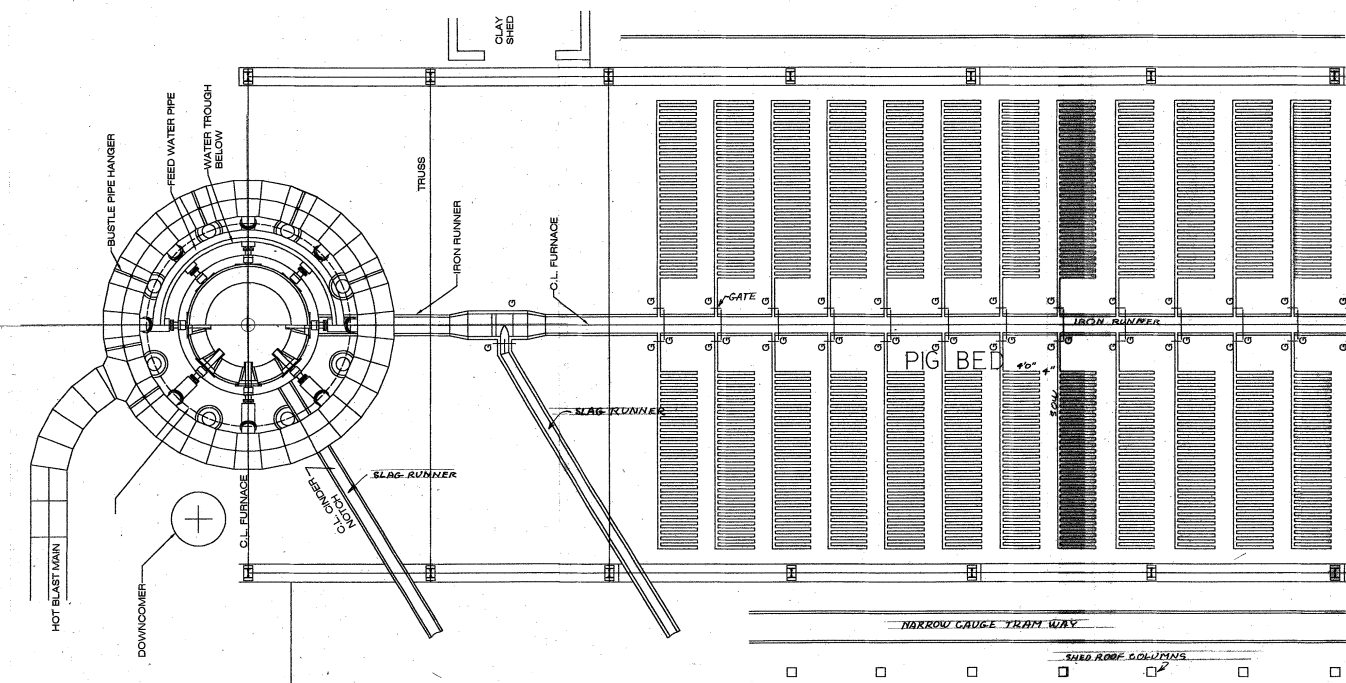 CLAY
SHED
BUSTLE PIPE HANGER
FEED WATER PIPE
WATER TROUGH
BELOW
TRUSS
IRON RUNNER
C.L. FURNACE
G
G
G
G
G
G
G
G
G
G
G
G
G
G
GATE
IRON RUNNER
G
G
G
G
G
G
G
G
G
G
G
G
G
PIG BED
4'0"
4"
SOW
SLAG RUNNER
SLAG RUNNER
C.L. CINDER
NOTCH
C.L. FURNACE
HOT BLAST MAIN
DOWNCOMER
NARROW GAUGE TRAM WAY
SHED ROOF COLUMNS